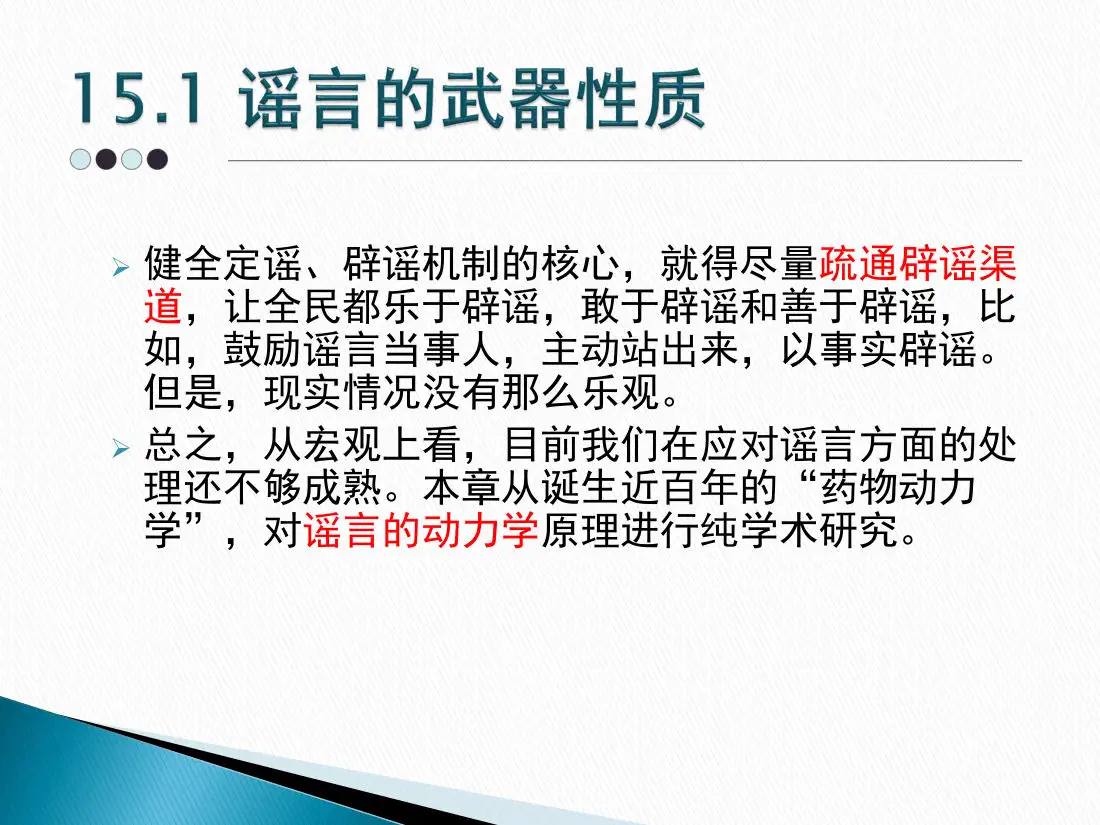 15.1 谣言的武器性质
健全定谣、辟谣机制的核心，就得尽量疏通辟谣渠
道，让全民都乐于辟谣，敢于辟谣和善于辟谣，比
如，鼓励谣言当事人，主动站出来，以事实辟谣。
但是，现实情况没有那么乐观。
总之，从宏观上看，目前我们在应对谣言方面的处
理还不够成熟。本章从诞生近百年的“药物动力
学”，对谣言的动力学原理进行纯学术研究。